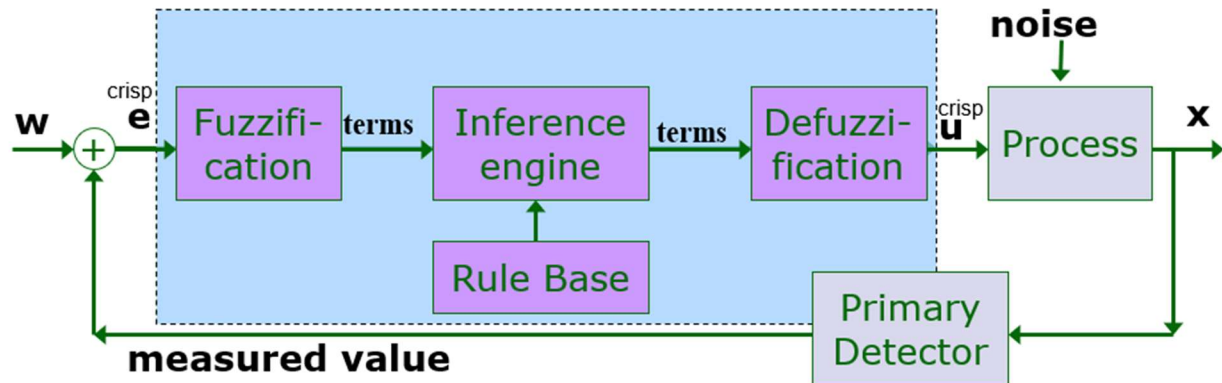 noise
crisp
w
e
Fuzzifi-
cation
terms
Inference
engine
terms
Defuzzi-
fication
crisp
u
Process
x
+
Rule Base
Primary
Detector
measured value